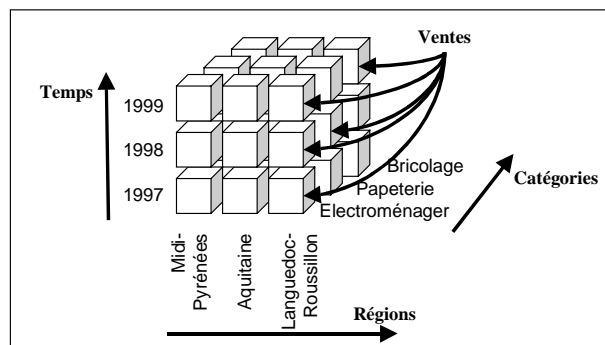 Ventes
Temps
1999
1998
1997
Bricolage
Papeterie
Electroménager
Catégories
Midi-
Pyrénées
Aquitaine
Languedoc-
Roussillon
Régions